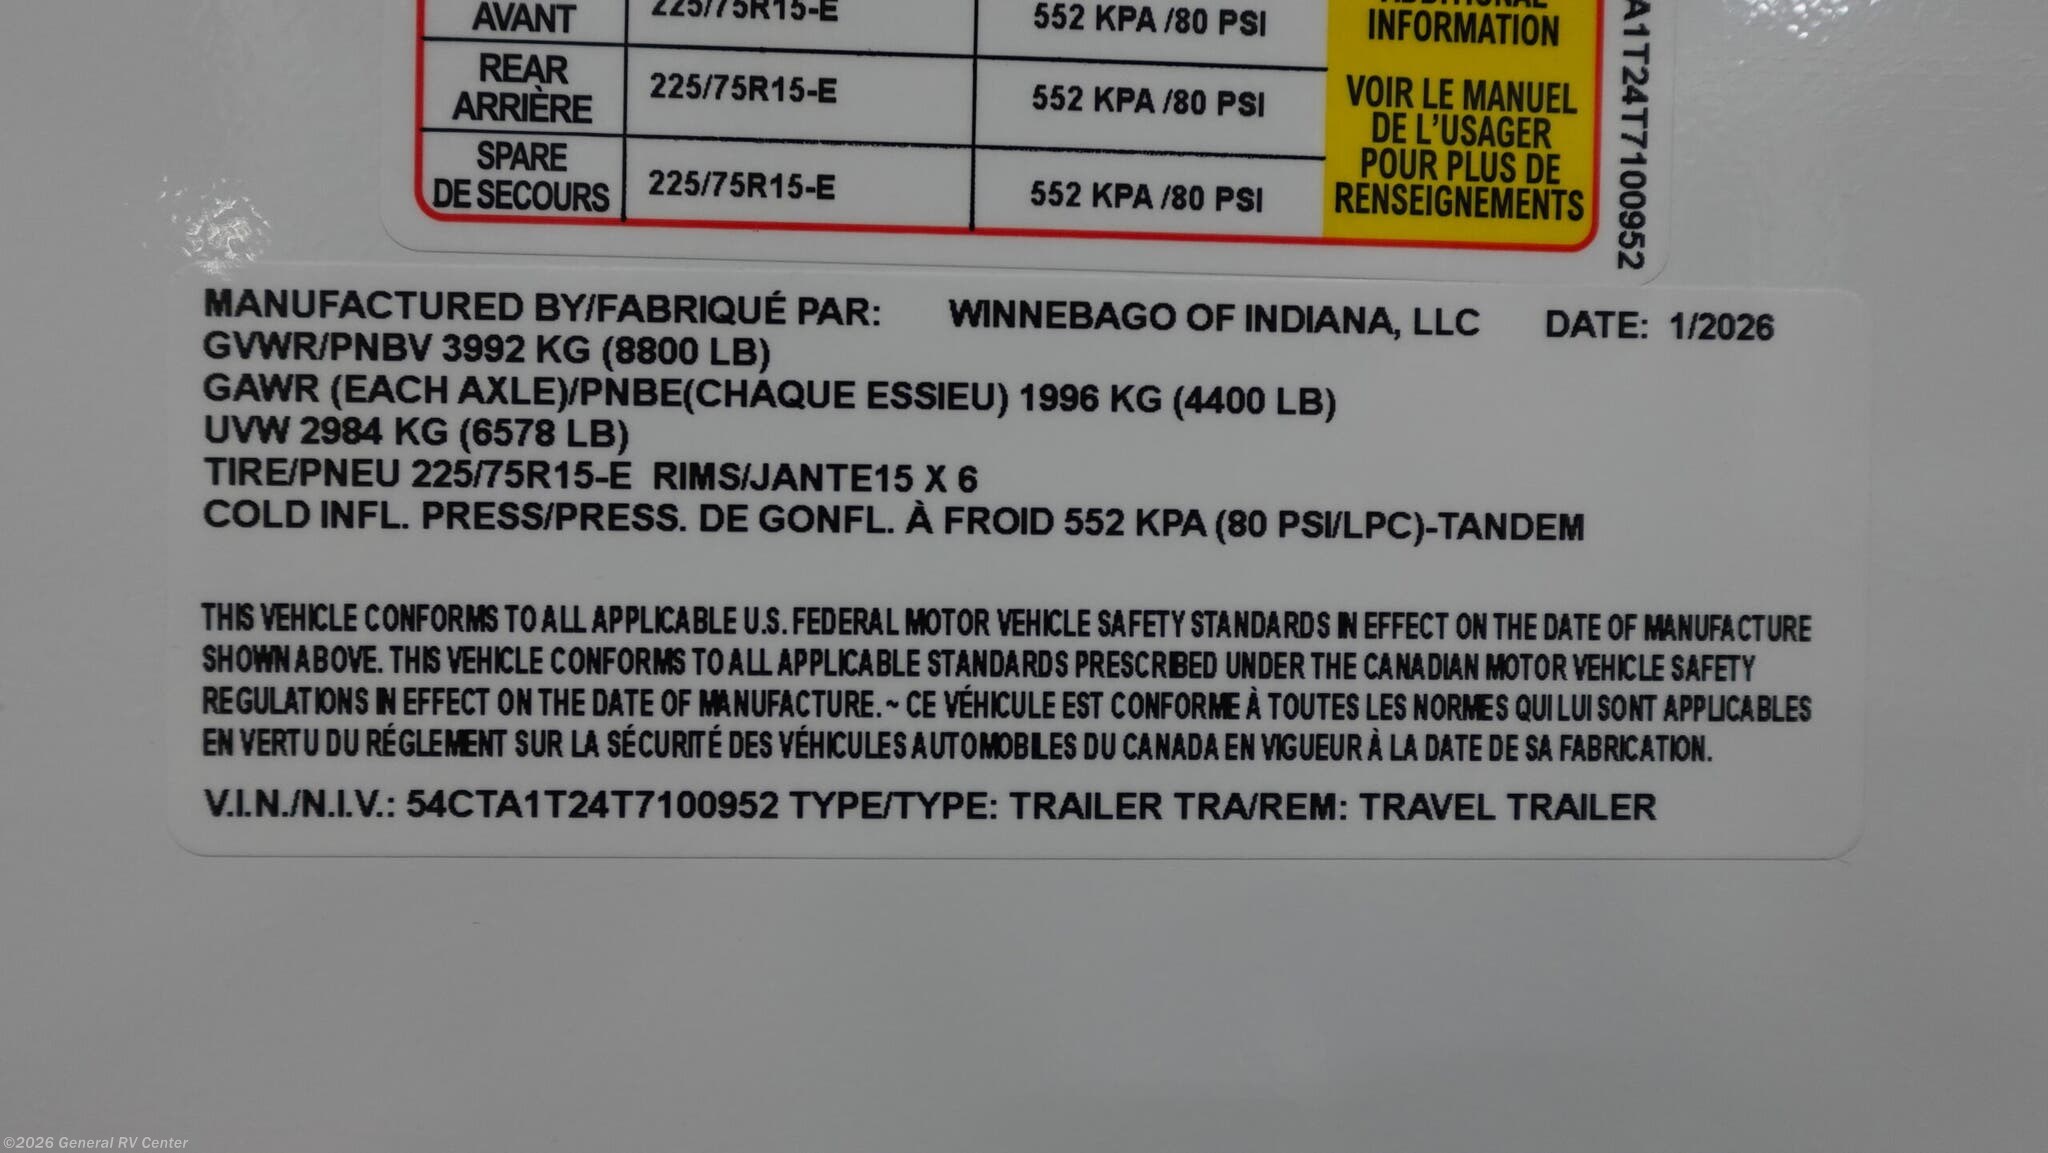 AVANT 225/75R15-E 552 KPA /80 PSI
ADDITIONAL
INFORMATION
REAR
ARRIÈRE 225/75R15-E 552 KPA /80 PSI
SPARE
DE SECOURS 225/75R15-E 552 KPA /80 PSI
VOIR LE MANUEL
DE L'USAGER
POUR PLUS DE
RENSEIGNEMENTS
A1T24T7100952
MANUFACTURED BY/FABRIQUÉ PAR: WINNEBAGO OF INDIANA, LLC DATE: 1/2026
GVWR/PNBV 3992 KG (8800 LB)
GAWR (EACH AXLE)/PNBE(CHAQUE ESSIEU) 1996 KG (4400 LB)
UVW 2984 KG (6578 LB)
TIRE/PNEU 225/75R15-E RIMS/JANTE15 X 6
COLD INFL. PRESS/PRESS. DE GONFL. À FROID 552 KPA (80 PSI/LPC)-TANDEM
THIS VEHICLE CONFORMS TO ALL APPLICABLE U.S. FEDERAL MOTOR VEHICLE SAFETY STANDARDS IN EFFECT ON THE DATE OF MANUFACTURE
SHOWN ABOVE. THIS VEHICLE CONFORMS TO ALL APPLICABLE STANDARDS PRESCRIBED UNDER THE CANADIAN MOTOR VEHICLE SAFETY
REGULATIONS IN EFFECT ON THE DATE OF MANUFACTURE. ~ CE VÉHICULE EST CONFORME À TOUTES LES NORMES QUI LUI SONT APPLICABLES
EN VERTU DU RÉGLEMENT SUR LA SÉCURITÉ DES VÉHICULES AUTOMOBILES DU CANADA EN VIGUEUR À LA DATE DE SA FABRICATION.
V.I.N./N.I.V.: 54CTA1T24T7100952 TYPE/TYPE: TRAILER TRA/REM: TRAVEL TRAILER
©2026 General RV Center